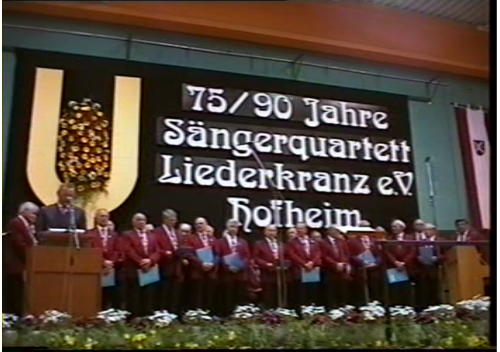 75/90 Jahre
Sängerquartett
Liederkranz e.V.
Hofheim